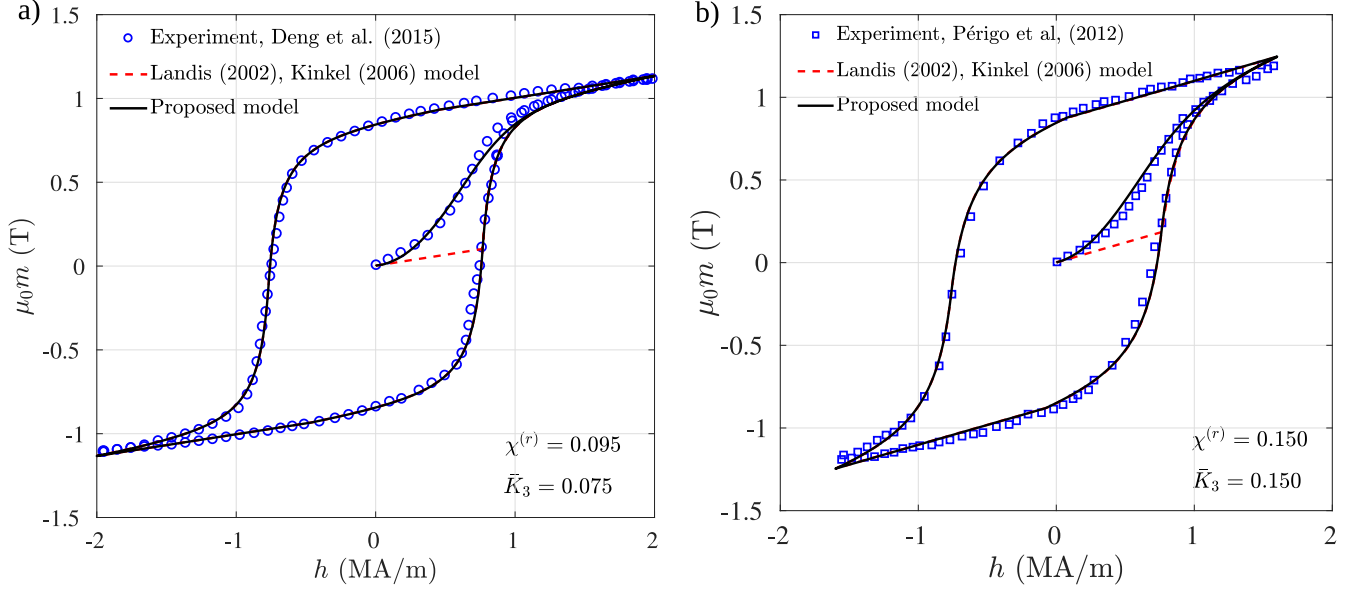 a)
1.5
1
0.5
0
-0.5
-1
-1.5
μ₀m (T)
Experiment, Deng et al. (2015)
Landis (2002), Kinkel (2006) model
Proposed model
χ⁽ʳ⁾ = 0.095
K̄₃ = 0.075
-2 -1 0 1 2
h (MA/m)
b)
1.5
1
0.5
0
-0.5
-1
-1.5
μ₀m (T)
Experiment, Périgo et al, (2012)
Landis (2002), Kinkel (2006) model
Proposed model
χ⁽ʳ⁾ = 0.150
K̄₃ = 0.150
-2 -1 0 1 2
h (MA/m)